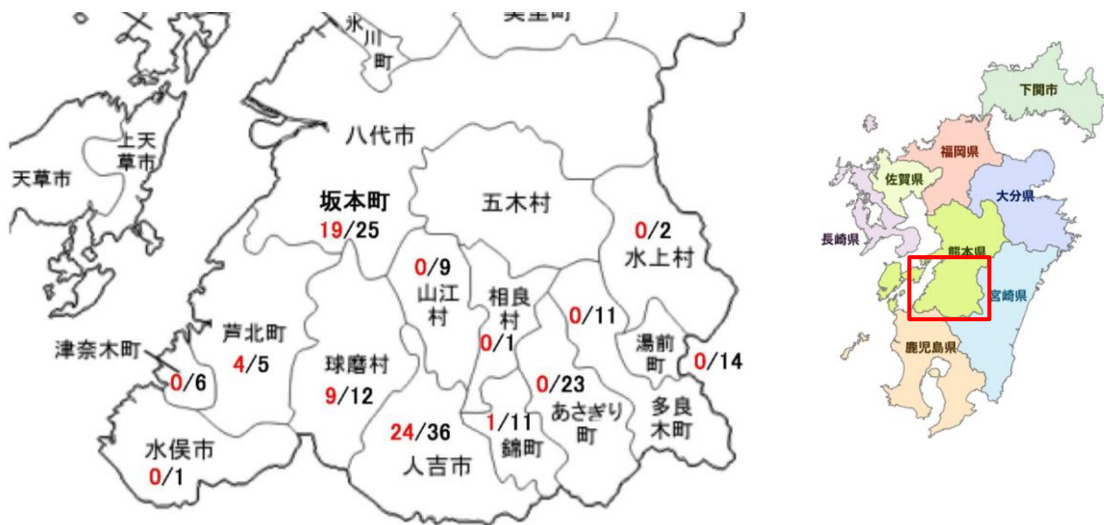 美里町
氷
川
町
八代市
上天
草市
天草市
坂本町
19/25
五木村
0/2
水上村
0/9
山江
村
相良
村
0/1
0/11
湯前
町
0/14
芦北町
4/5
津奈木町
0/6
球磨村
9/12
0/23
あさぎり
町
多良
木町
24/36
人吉市
1/11
錦町
水俣市
0/1
下関市
福岡県
佐賀県
大分県
長崎県
熊本県
宮崎県
鹿児島県